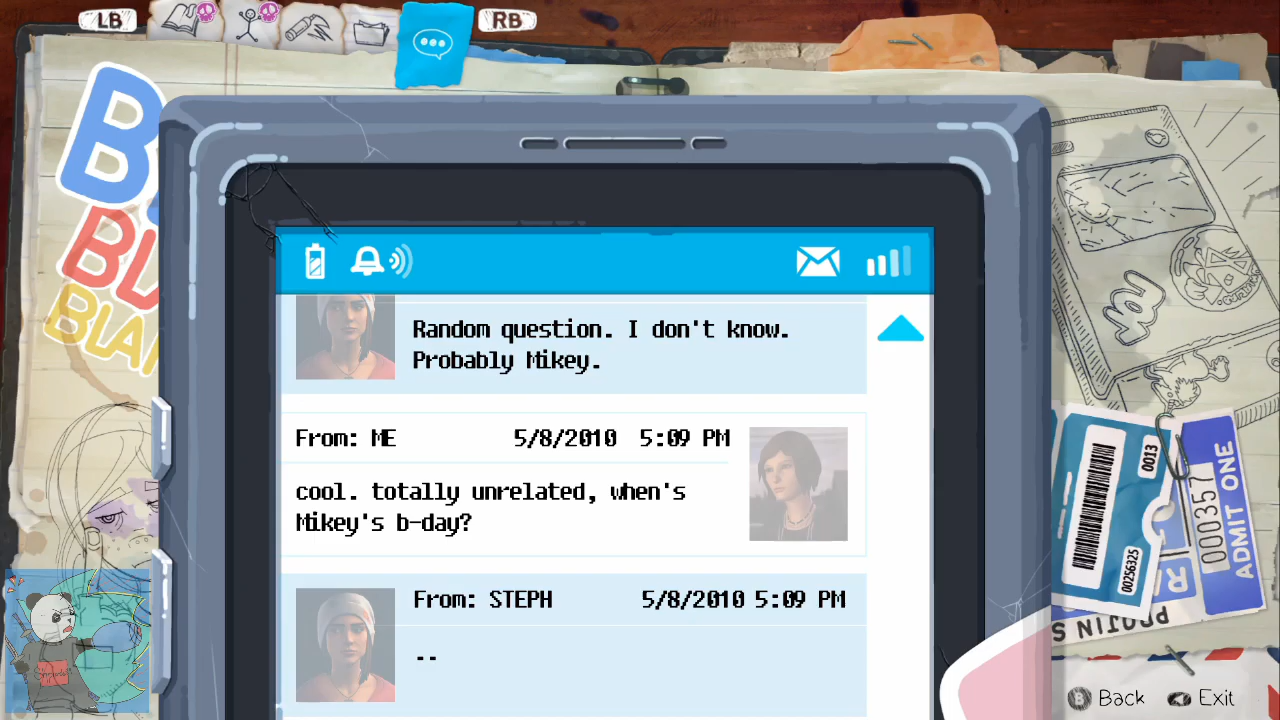 LB
RB
Random question. I don't know.
Probably Mikey.
From: ME 5/8/2010 5:09 PM
cool. totally unrelated, when's
Mikey's b-day?
From: STEPH 5/8/2010 5:09 PM
--
0013
00256325
000357
ADMIT ONE
Back
Exit